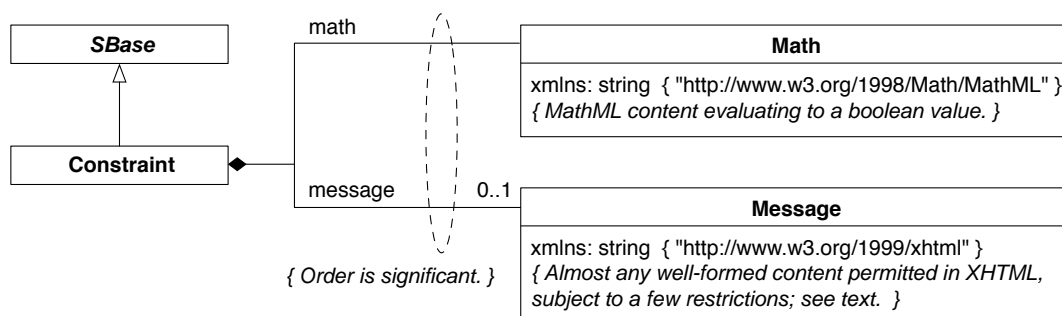 SBase
Constraint
math
message 0..1
{ Order is significant. }
Math
xmlns: string { "http://www.w3.org/1998/Math/MathML" }
{ MathML content evaluating to a boolean value. }
Message
xmlns: string { "http://www.w3.org/1999/xhtml" }
{ Almost any well-formed content permitted in XHTML,
subject to a few restrictions; see text. }